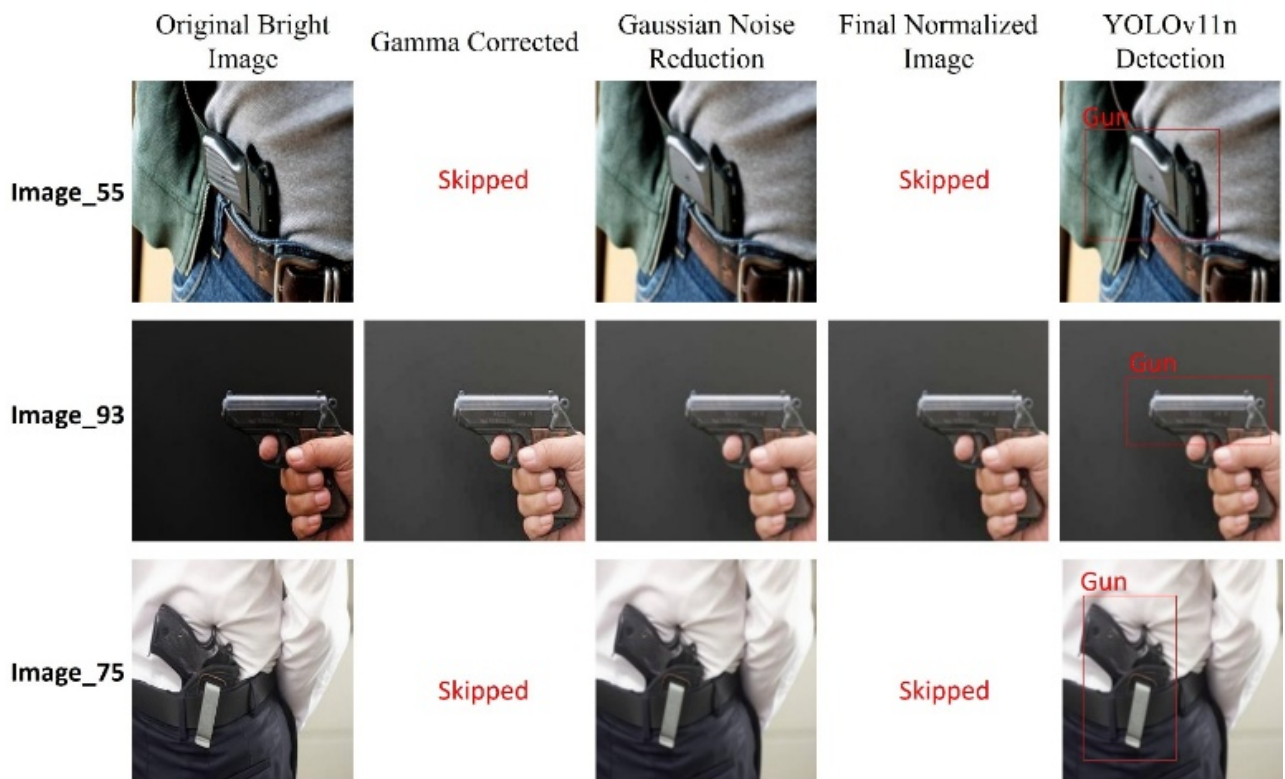 Original Bright
Image
Gamma Corrected
Gaussian Noise
Reduction
Final Normalized
Image
YOLOv11n
Detection
Image_55
Skipped
Skipped
Gun
Image_93
Gun
Image_75
Skipped
Skipped
Gun